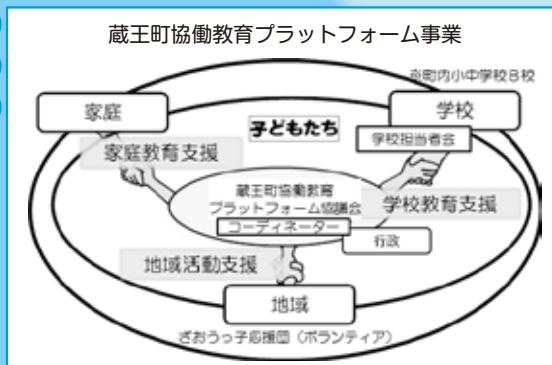 蔵王町協働教育プラットフォーム事業
※町内小中学校8校
家庭
学校
子どもたち
学校担当者会
家庭教育支援
蔵王町協働教育
プラットフォーム協議会
学校教育支援
コーディネーター
行政
地域活動支援
地域
ざおうっ子応援団（ボランティア）